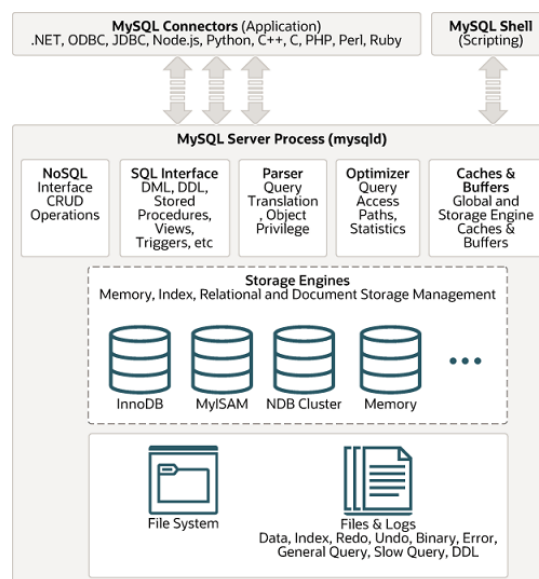 MySQL Connectors (Application)
.NET, ODBC, JDBC, Node.js, Python, C++, C, PHP, Perl, Ruby
MySQL Shell
(Scripting)
MySQL Server Process (mysqld)
NoSQL
Interface
CRUD
Operations
SQL Interface
DML, DDL,
Stored
Procedures,
Views,
Triggers, etc
Parser
Query
Translation
, Object
Privilege
Optimizer
Query
Access
Paths,
Statistics
Caches &
Buffers
Global and
Storage Engine
Caches &
Buffers
Storage Engines
Memory, Index, Relational and Document Storage Management
InnoDB
MyISAM
NDB Cluster
Memory
File System
Files & Logs
Data, Index, Redo, Undo, Binary, Error,
General Query, Slow Query, DDL